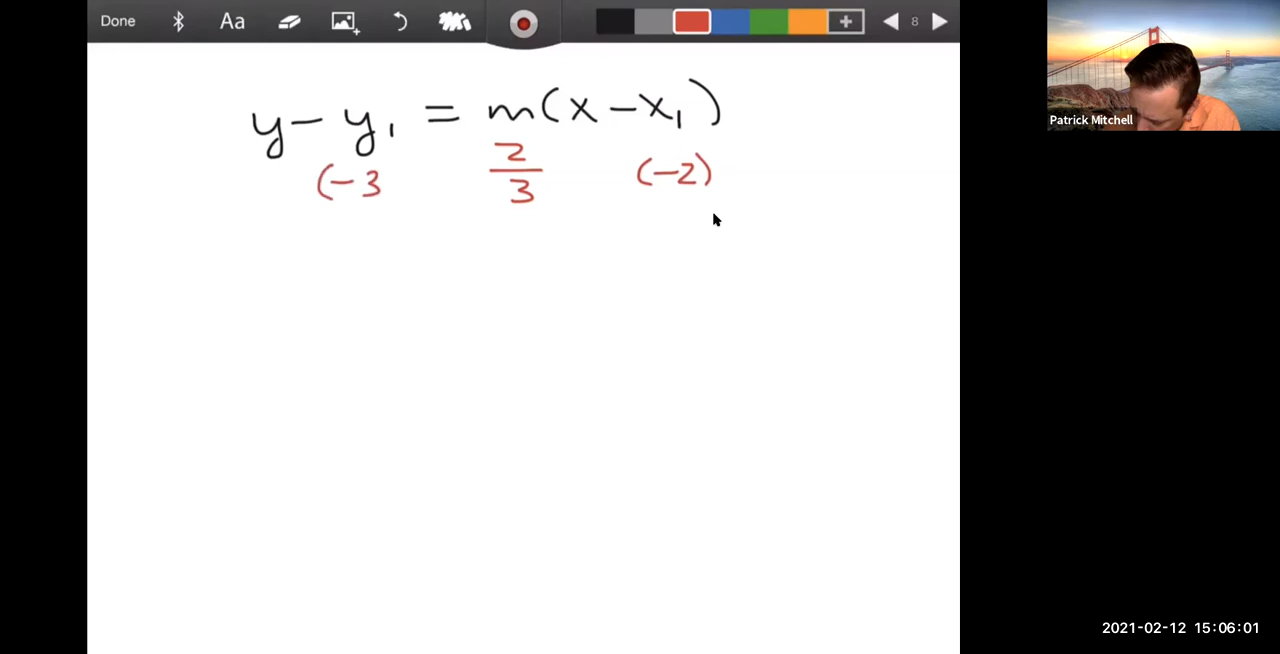 Done Aa 8
y - y₁ = m(x - x₁)
(-3 2/3 (-2)
Patrick Mitchell
2021-02-12 15:06:01